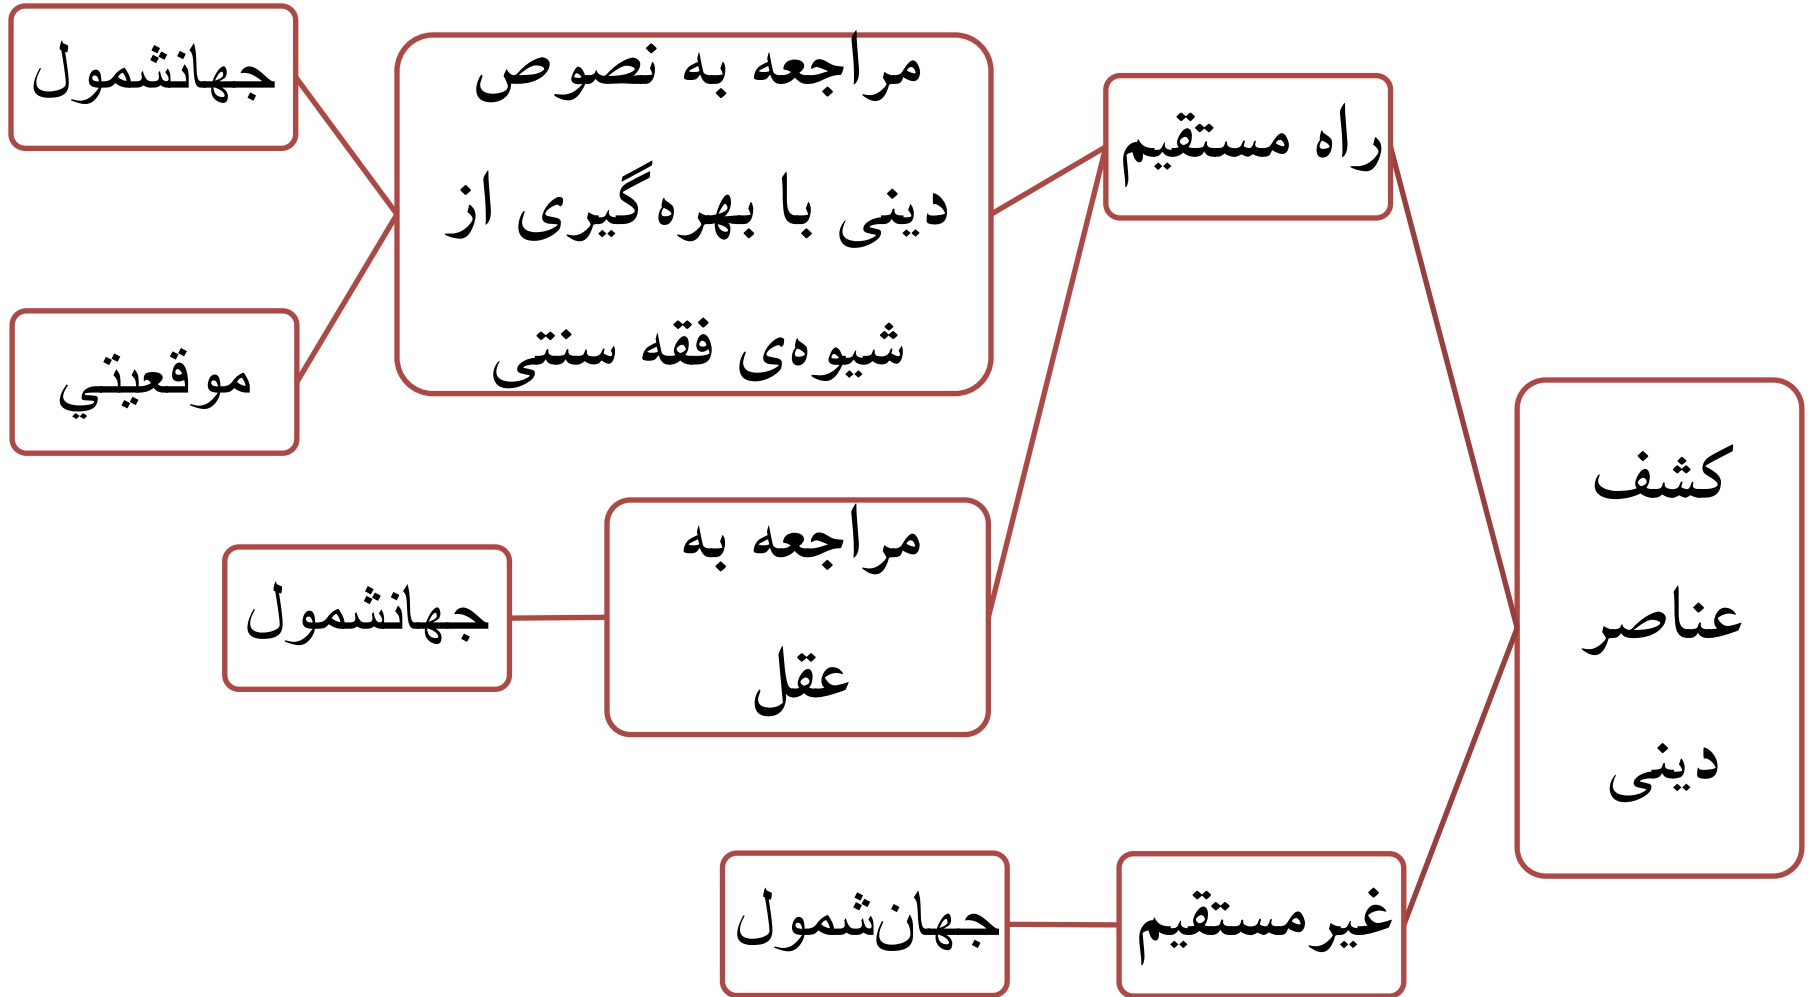 کشف
عناصر
دینی
راه مستقیم
مراجعه به نصوص
دینی با بهره‌گیری از
شیوه‌ی فقه سنتی
جهانشمول
موقعيتي
مراجعه به
عقل
جهانشمول
غیرمستقیم
جهان‌شمول